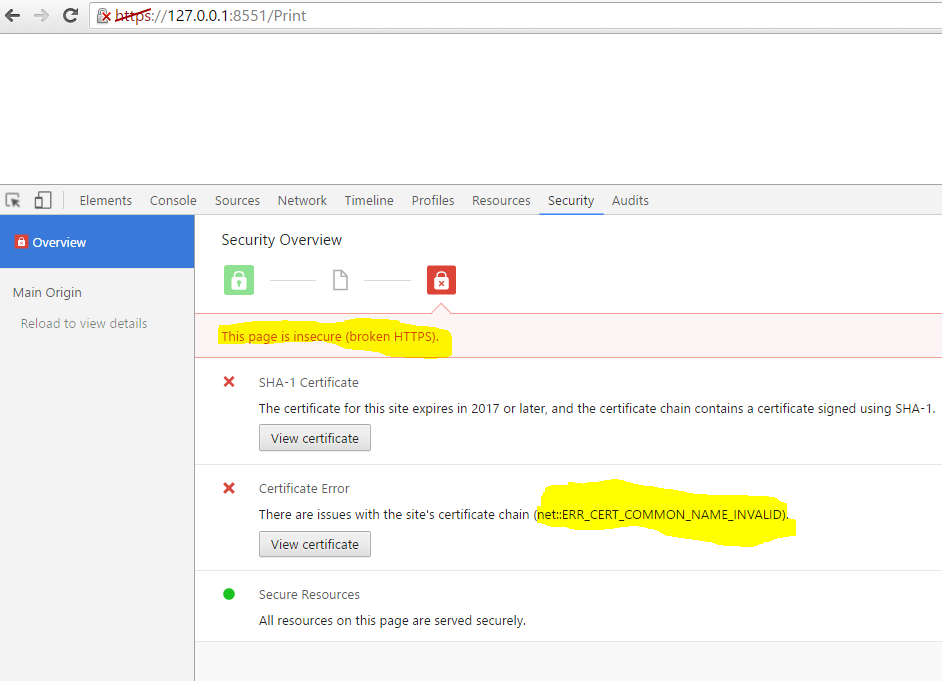 https://127.0.0.1:8551/Print
Elements Console Sources Network Timeline Profiles Resources Security Audits
Overview
Main Origin
Reload to view details
Security Overview
This page is insecure (broken HTTPS).
SHA-1 Certificate
The certificate for this site expires in 2017 or later, and the certificate chain contains a certificate signed using SHA-1.
View certificate
Certificate Error
There are issues with the site's certificate chain (net::ERR_CERT_COMMON_NAME_INVALID).
View certificate
Secure Resources
All resources on this page are served securely.